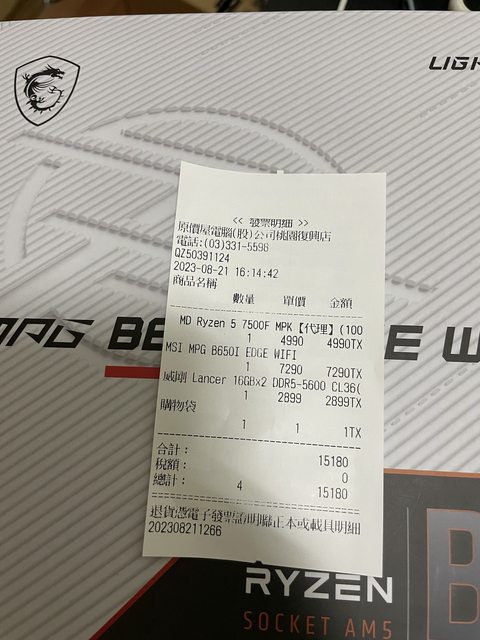 LIGH
<< 發票明細 >>
原價屋電腦(股)公司桃園復興店
電話:(03)331-5598
QZ50391124
2023-08-21 16:14:42
商品名稱
數量 單價 金額
MD Ryzen 5 7500F MPK【代理】(100
1 4990 4990TX
MSI MPG B650I EDGE WIFI
1 7290 7290TX
威剛 Lancer 16GBx2 DDR5-5600 CL36(
1 2899 2899TX
購物袋
1 1 1TX
合計: 15180
稅額: 0
總計: 4 15180
退貨憑電子發票證明聯正本或載具明細
202308211266
MPG BE E W
RYZEN
SOCKET AM5
B